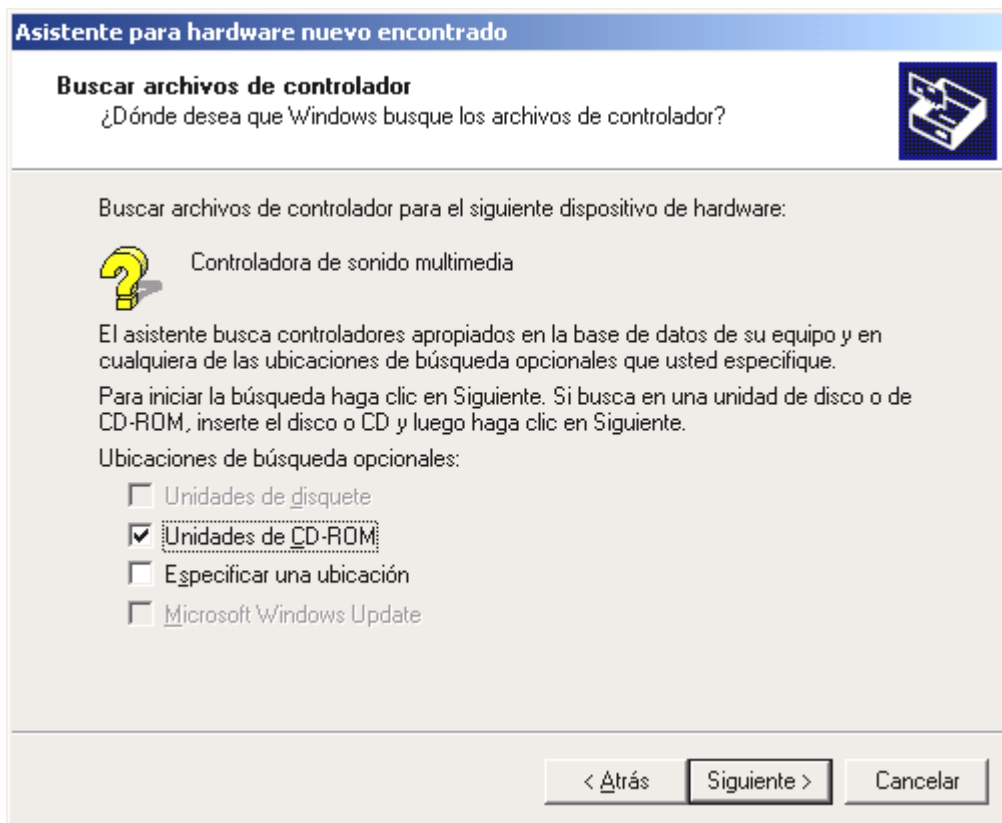 Asistente para hardware nuevo encontrado
Buscar archivos de controlador
¿Dónde desea que Windows busque los archivos de controlador?
Buscar archivos de controlador para el siguiente dispositivo de hardware:
Controladora de sonido multimedia
El asistente busca controladores apropiados en la base de datos de su equipo y en
cualquiera de las ubicaciones de búsqueda opcionales que usted especifique.
Para iniciar la búsqueda haga clic en Siguiente. Si busca en una unidad de disco o de
CD-ROM, inserte el disco o CD y luego haga clic en Siguiente.
Ubicaciones de búsqueda opcionales:
Unidades de disquete
Unidades de CD-ROM
Especificar una ubicación
Microsoft Windows Update
< Atrás Siguiente > Cancelar